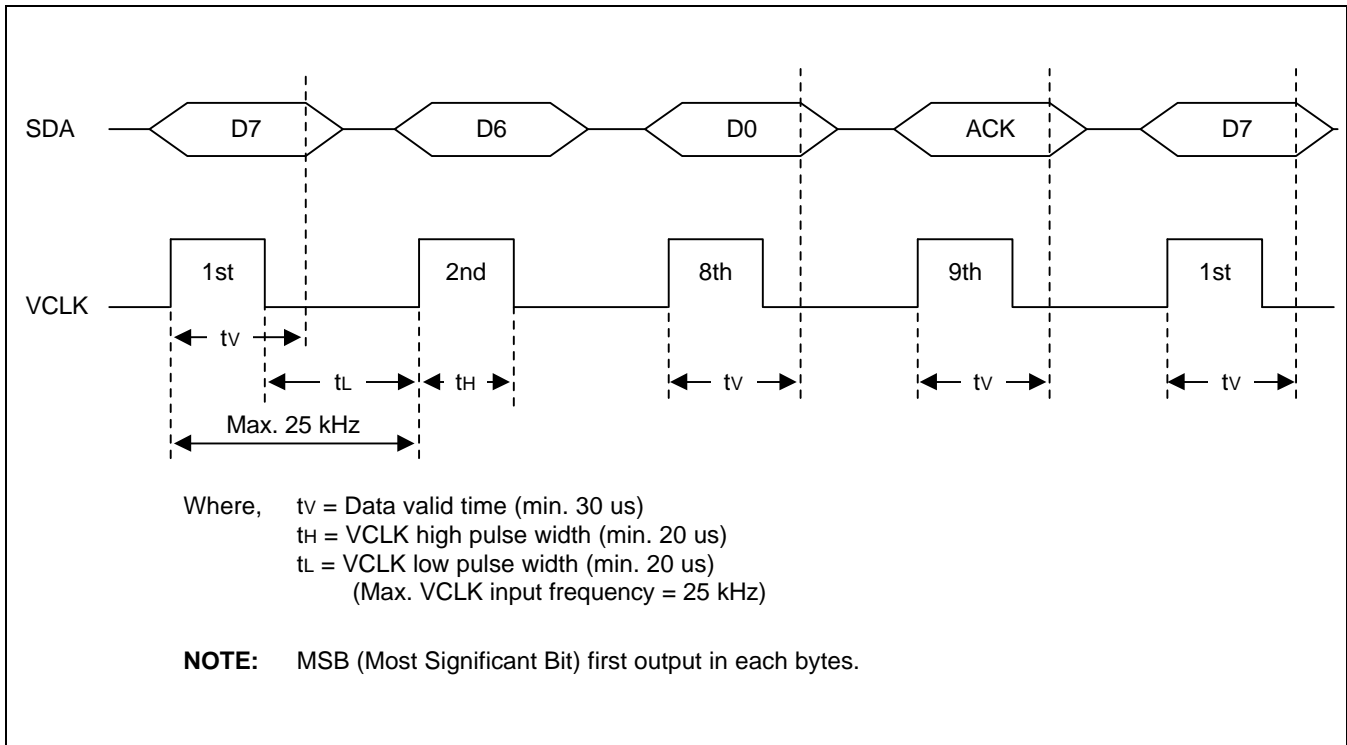 SDA D7 D6 D0 ACK D7
1st 2nd 8th 9th 1st
VCLK
tV
tL tH tV tV tV
Max. 25 kHz
Where, tV = Data valid time (min. 30 us)
tH = VCLK high pulse width (min. 20 us)
tL = VCLK low pulse width (min. 20 us)
(Max. VCLK input frequency = 25 kHz)
NOTE: MSB (Most Significant Bit) first output in each bytes.